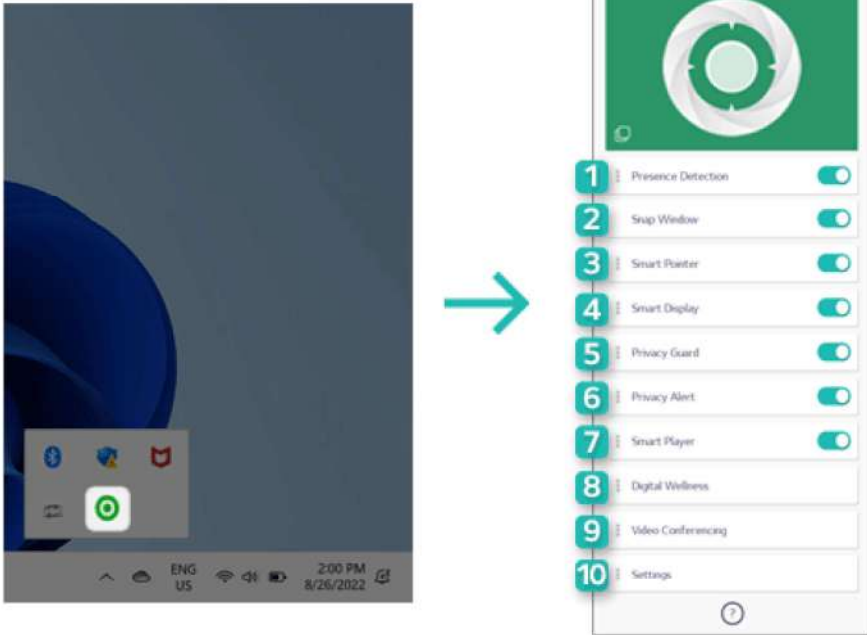 ENG
US
2:00 PM
8/26/2022
1 Presence Detection
2 Snap Window
3 Smart Pointer
4 Smart Display
5 Privacy Guard
6 Privacy Alert
7 Smart Player
8 Digital Wellness
9 Video Conferencing
10 Settings
?